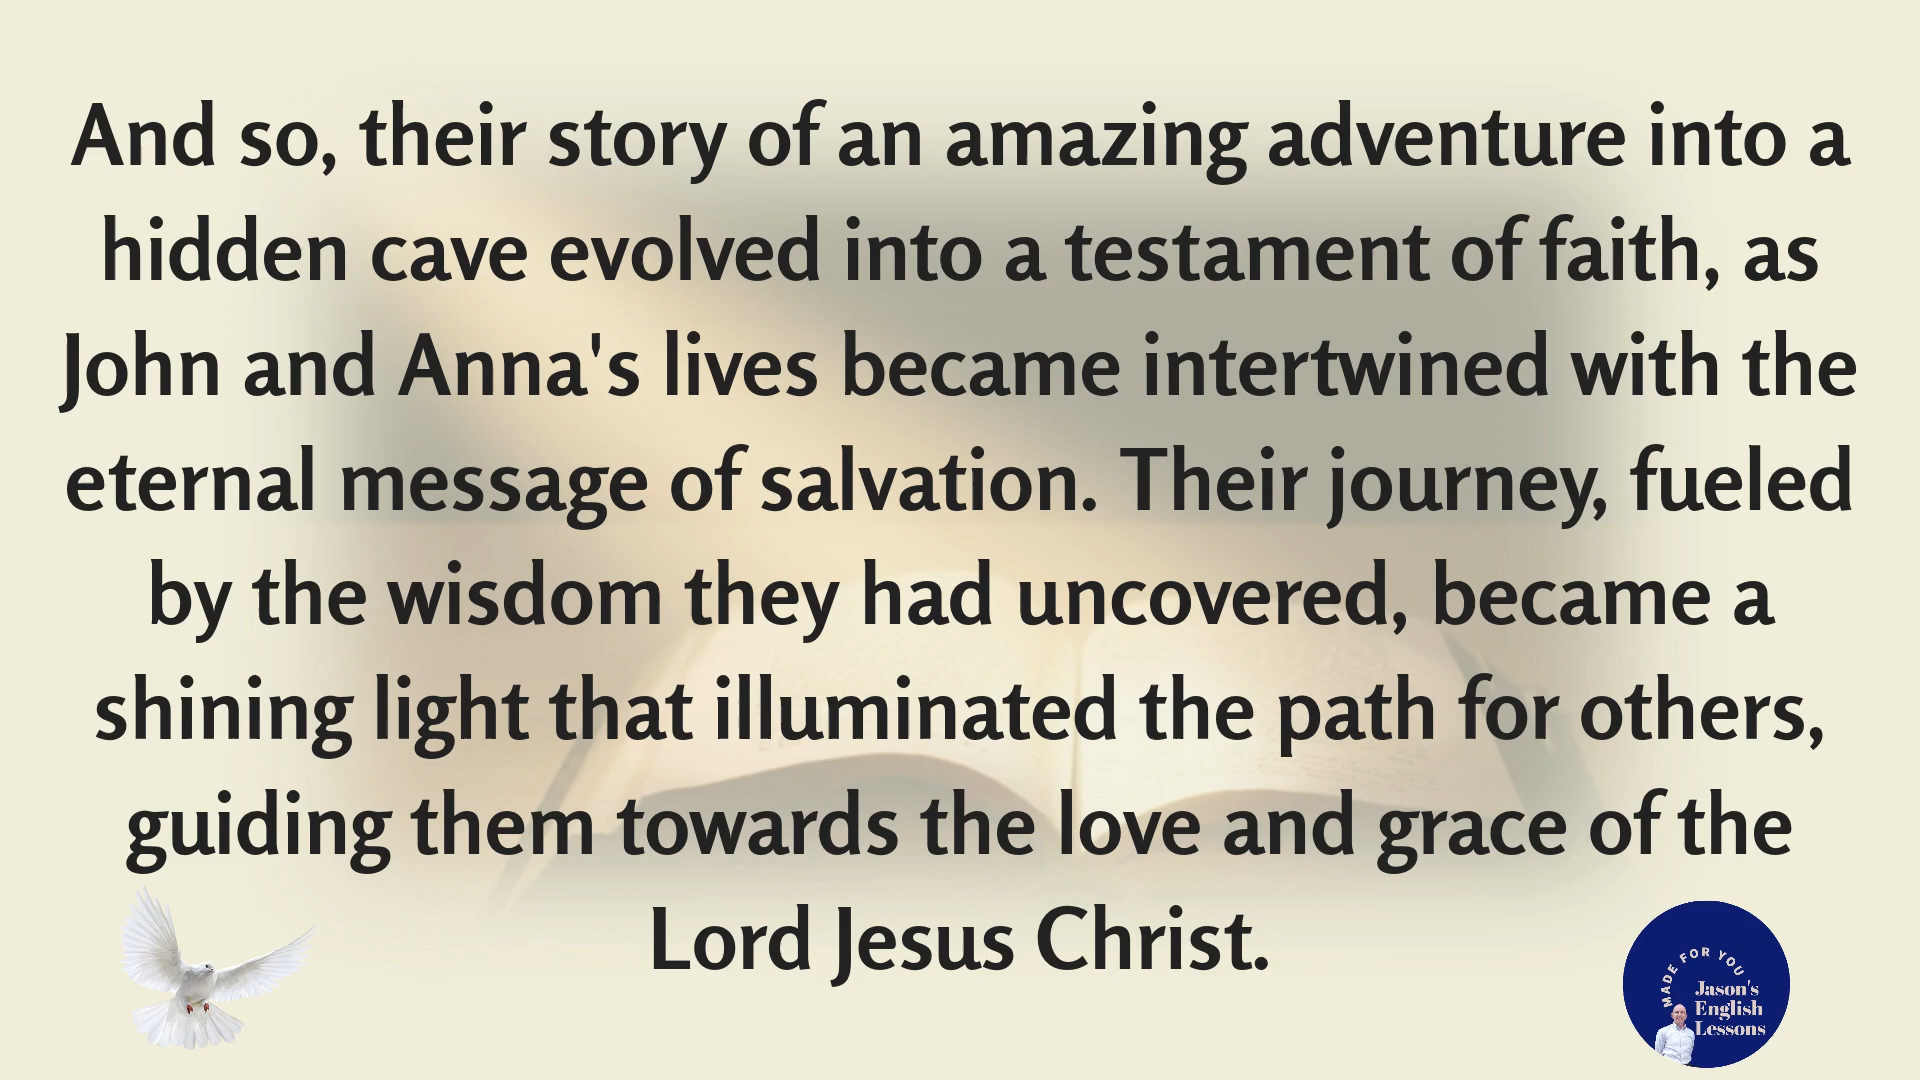 And so, their story of an amazing adventure into a
hidden cave evolved into a testament of faith, as
John and Anna's lives became intertwined with the
eternal message of salvation. Their journey, fueled
by the wisdom they had uncovered, became a
shining light that illuminated the path for others,
guiding them towards the love and grace of the
Lord Jesus Christ.
MADE FOR YOU
Jason's
English
Lessons